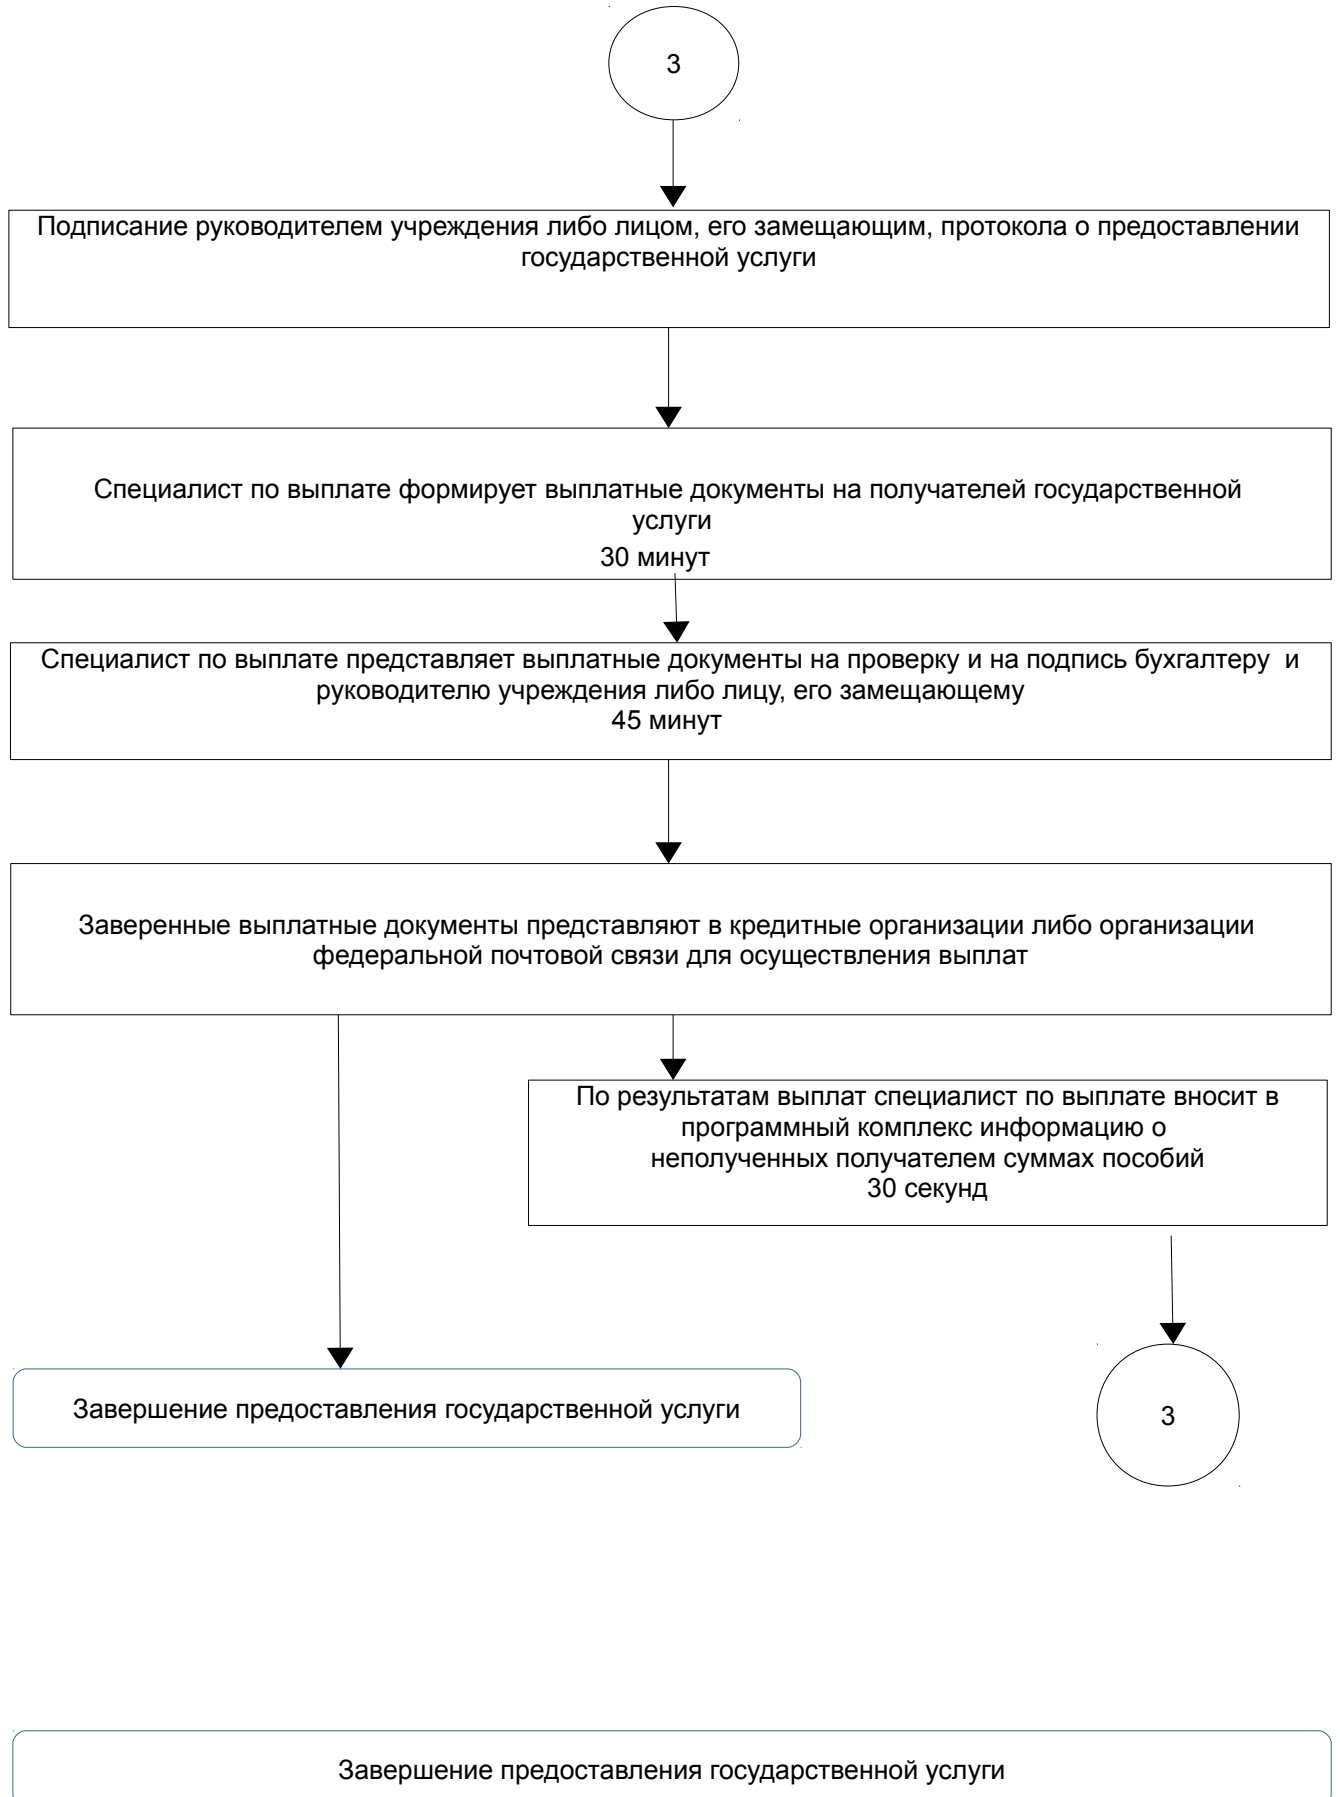 3
Подписание руководителем учреждения либо лицом, его замещающим, протокола о предоставлении
государственной услуги
Специалист по выплате формирует выплатные документы на получателей государственной
услуги
30 минут
Специалист по выплате представляет выплатные документы на проверку и на подпись бухгалтеру  и
руководителю учреждения либо лицу, его замещающему
45 минут
Заверенные выплатные документы представляют в кредитные организации либо организации
федеральной почтовой связи для осуществления выплат
По результатам выплат специалист по выплате вносит в
программный комплекс информацию о
неполученных получателем суммах пособий
30 секунд
Завершение предоставления государственной услуги
3
Завершение предоставления государственной услуги